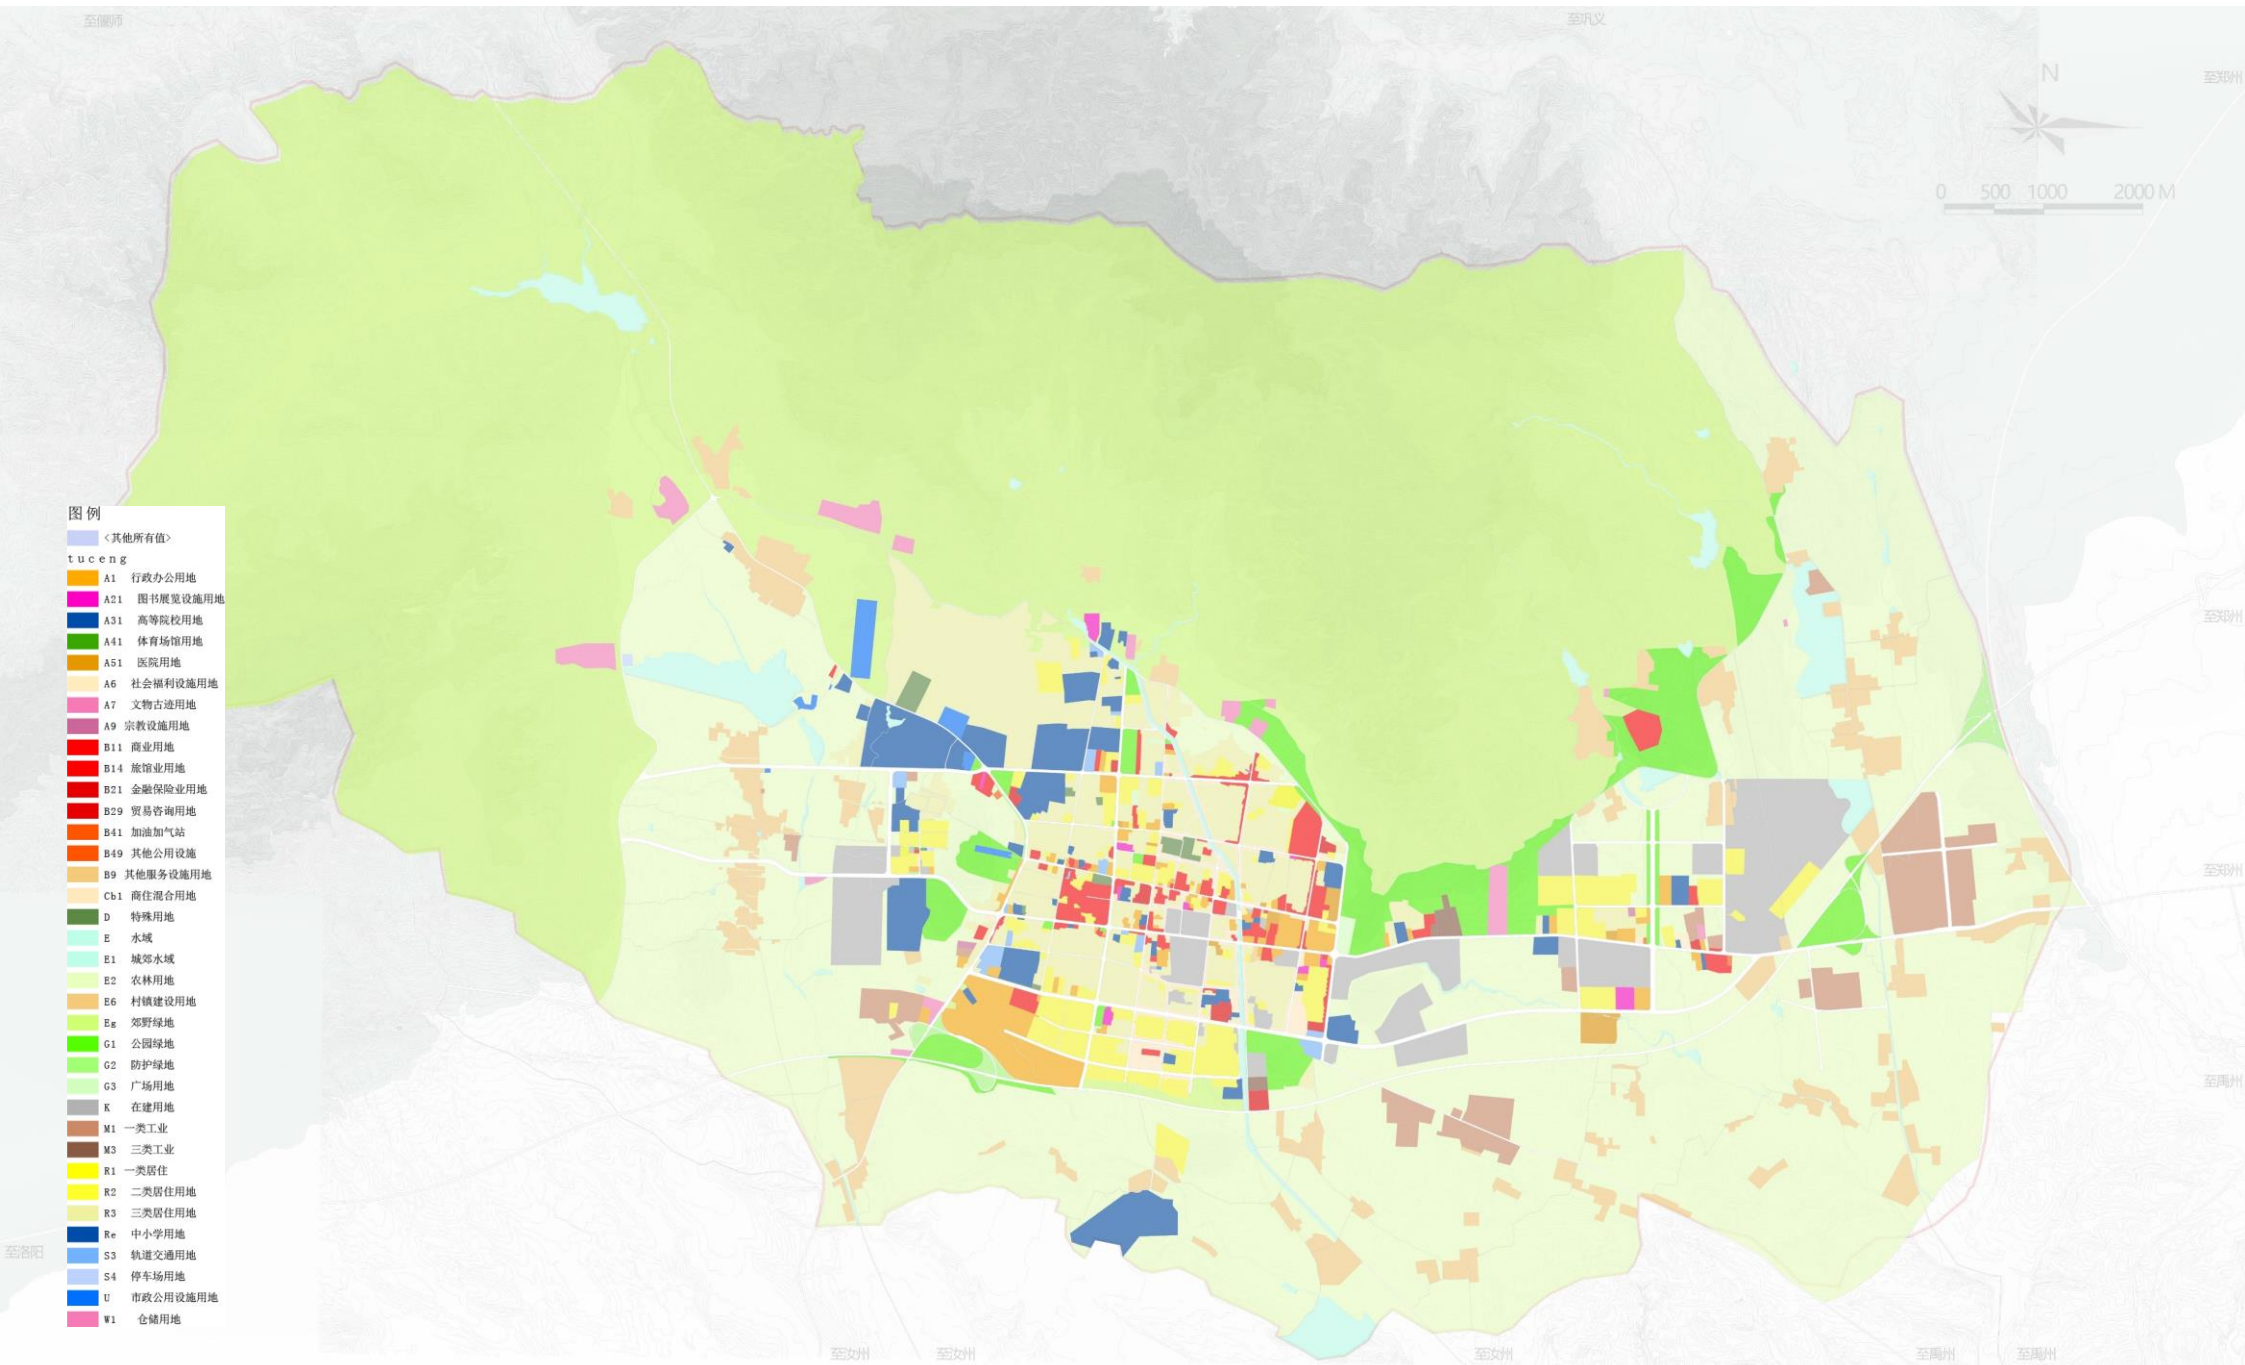 至偃师
至巩义
N
至郑州
0 500 1000 2000 M
图例
<其他所有值>
tuceng
A1 行政办公用地
A21 图书展览设施用地
A31 高等院校用地
A41 体育场馆用地
A51 医院用地
A6 社会福利设施用地
A7 文物古迹用地
A9 宗教设施用地
B11 商业用地
B14 旅馆业用地
B21 金融保险业用地
B29 贸易咨询用地
B41 加油加气站
B49 其他公用设施
B9 其他服务设施用地
Cb1 商住混合用地
D 特殊用地
E 水域
E1 城郊水域
E2 农林用地
E6 村镇建设用地
Eg 郊野绿地
G1 公园绿地
G2 防护绿地
G3 广场用地
K 在建用地
M1 一类工业
M3 三类工业
R1 一类居住
R2 二类居住用地
R3 三类居住用地
Re 中小学用地
S3 轨道交通用地
S4 停车场用地
U 市政公用设施用地
W1 仓储用地
至郑州
至郑州
至禹州
至洛阳
至汝州
至汝州
至汝州
至禹州
至禹州